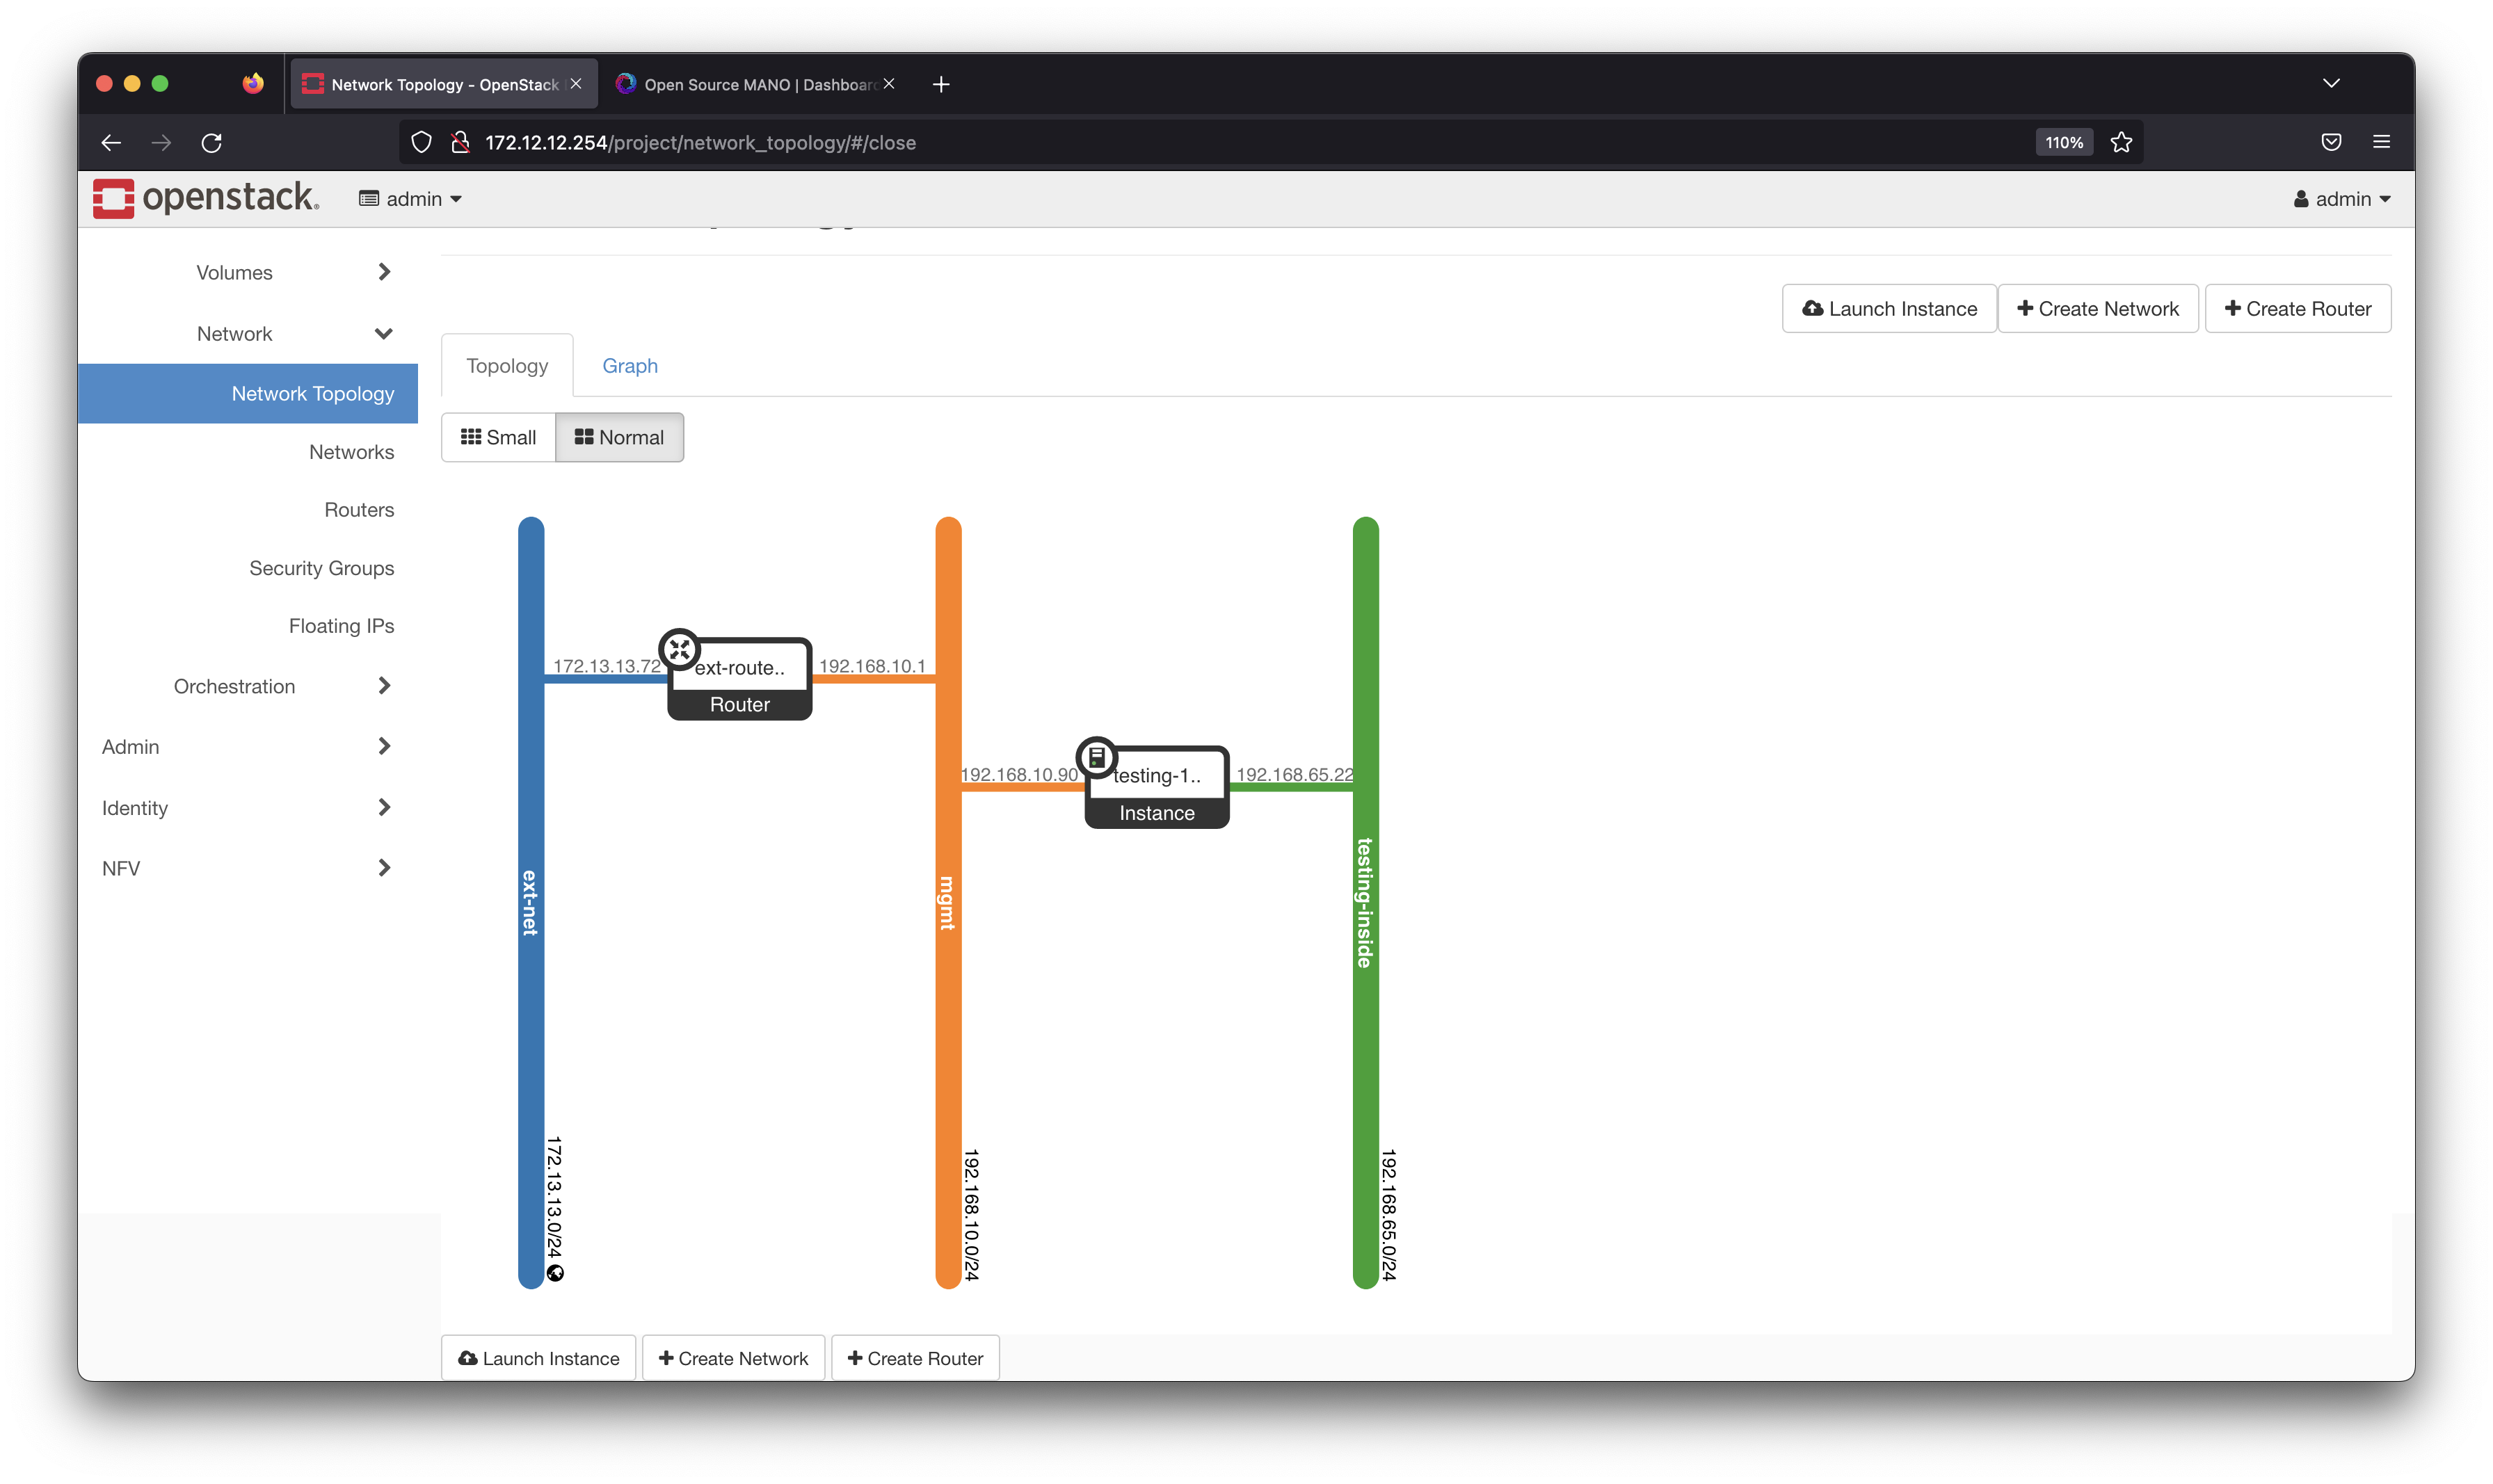 Network Topology - OpenStack
Open Source MANO | Dashboard
172.12.12.254/project/network_topology/#/close
110%
openstack.
admin
admin
Volumes
Network
Network Topology
Networks
Routers
Security Groups
Floating IPs
Orchestration
Admin
Identity
NFV
Launch Instance
Create Network
Create Router
Topology
Graph
Small
Normal
172.13.13.72
ext-route..
Router
192.168.10.1
192.168.10.90
testing-1..
Instance
192.168.65.22
ext-net
mgmt
testing-inside
172.13.13.0/24
192.168.10.0/24
192.168.65.0/24
Launch Instance
Create Network
Create Router